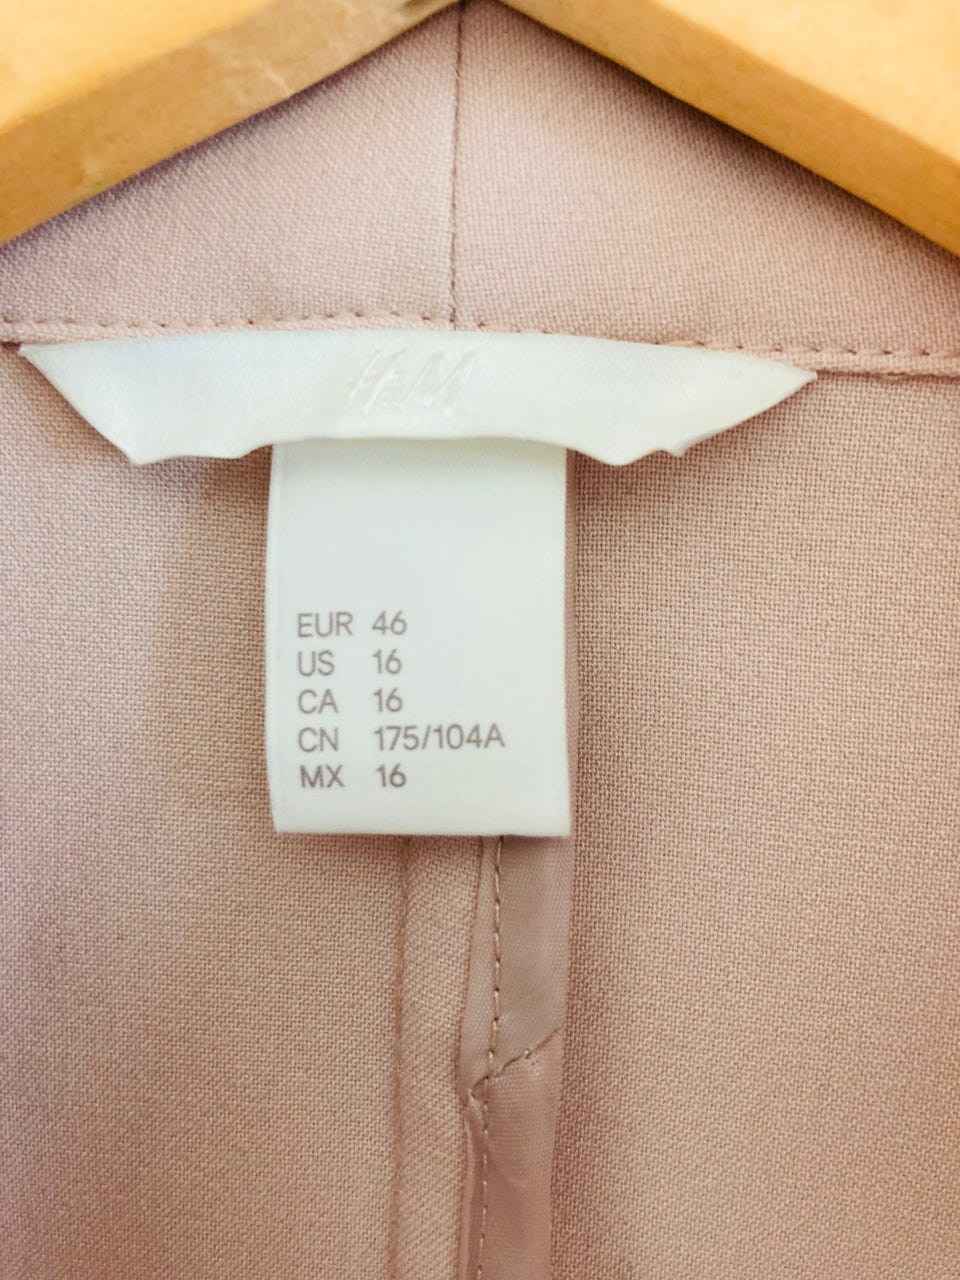 H&M
EUR 46
US 16
CA 16
CN 175/104A
MX 16